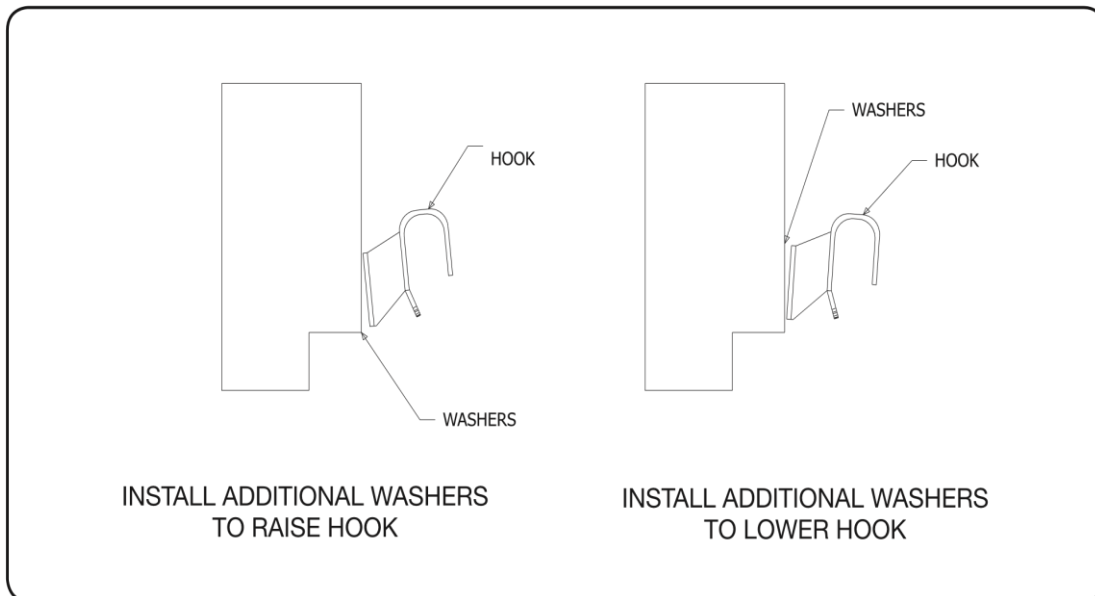 HOOK
WASHERS
INSTALL ADDITIONAL WASHERS
TO RAISE HOOK
WASHERS
HOOK
INSTALL ADDITIONAL WASHERS
TO LOWER HOOK